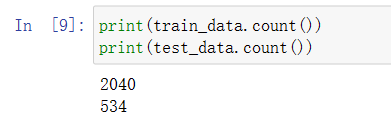 In [9]: print(train_data.count())
print(test_data.count())
2040
534